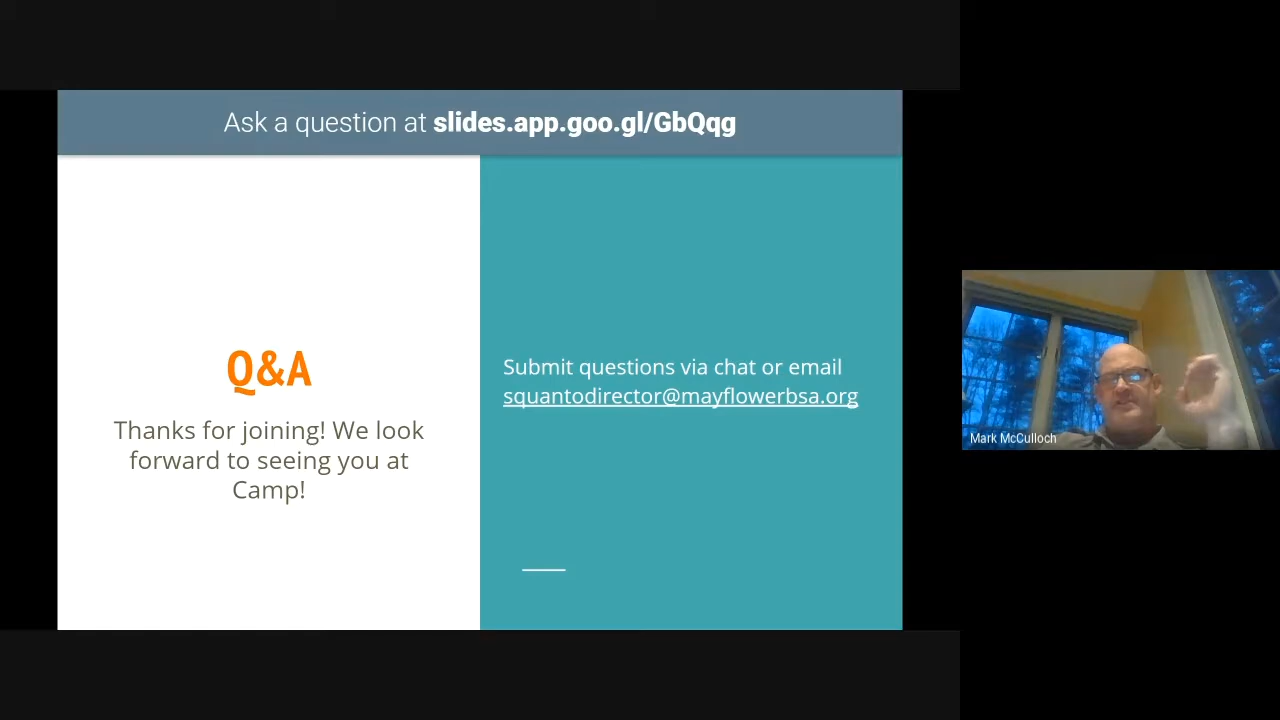 Ask a question at slides.app.goo.gl/GbQqg
Q&A
Thanks for joining! We look
forward to seeing you at
Camp!
Submit questions via chat or email
squantodirector@mayflowerbsa.org
Mark McCulloch